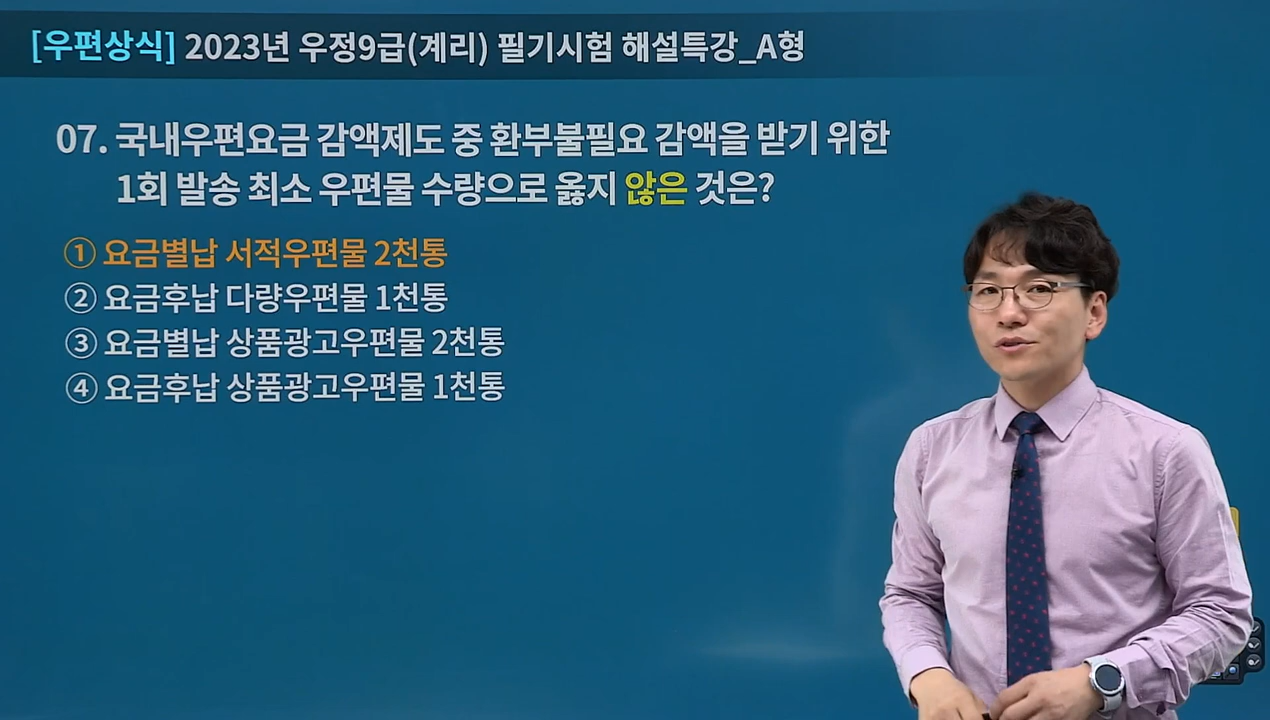 [우편상식] 2023년 우정9급(계리) 필기시험 해설특강_A형
07. 국내우편요금 감액제도 중 환부불필요 감액을 받기 위한
1회 발송 최소 우편물 수량으로 옳지 않은 것은?
① 요금별납 서적우편물 2천통
② 요금후납 다량우편물 1천통
③ 요금별납 상품광고우편물 2천통
④ 요금후납 상품광고우편물 1천통